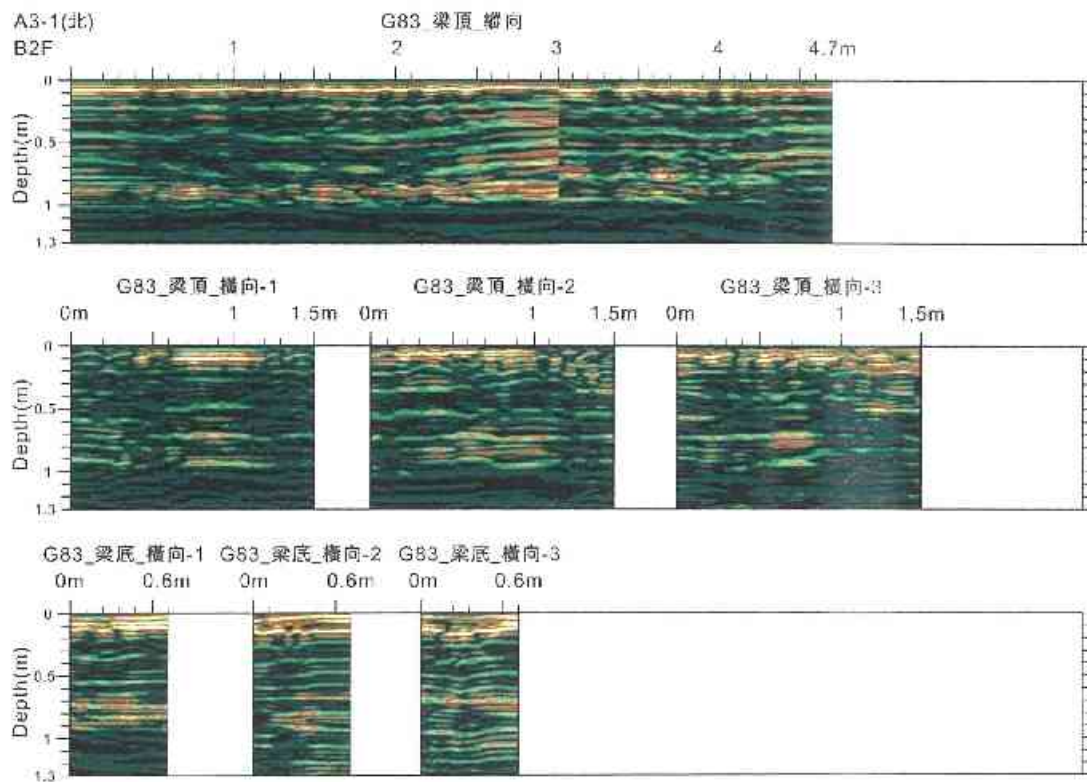 A3-1(北) G83_梁頂_縱向
B2F 1 2 3 4 4.7m
Depth(m) 0 0.5 1 1.3
G83_梁頂_橫向-1 G83_梁頂_橫向-2 G83_梁頂_橫向-3
0m 1 1.5m 0m 1 1.5m 0m 1 1.5m
Depth(m) 0 0.5 1 1.3
G83_梁底_橫向-1 G83_梁底_橫向-2 G83_梁底_橫向-3
0m 0.6m 0m 0.6m 0m 0.6m
Depth(m) 0 0.5 1 1.3